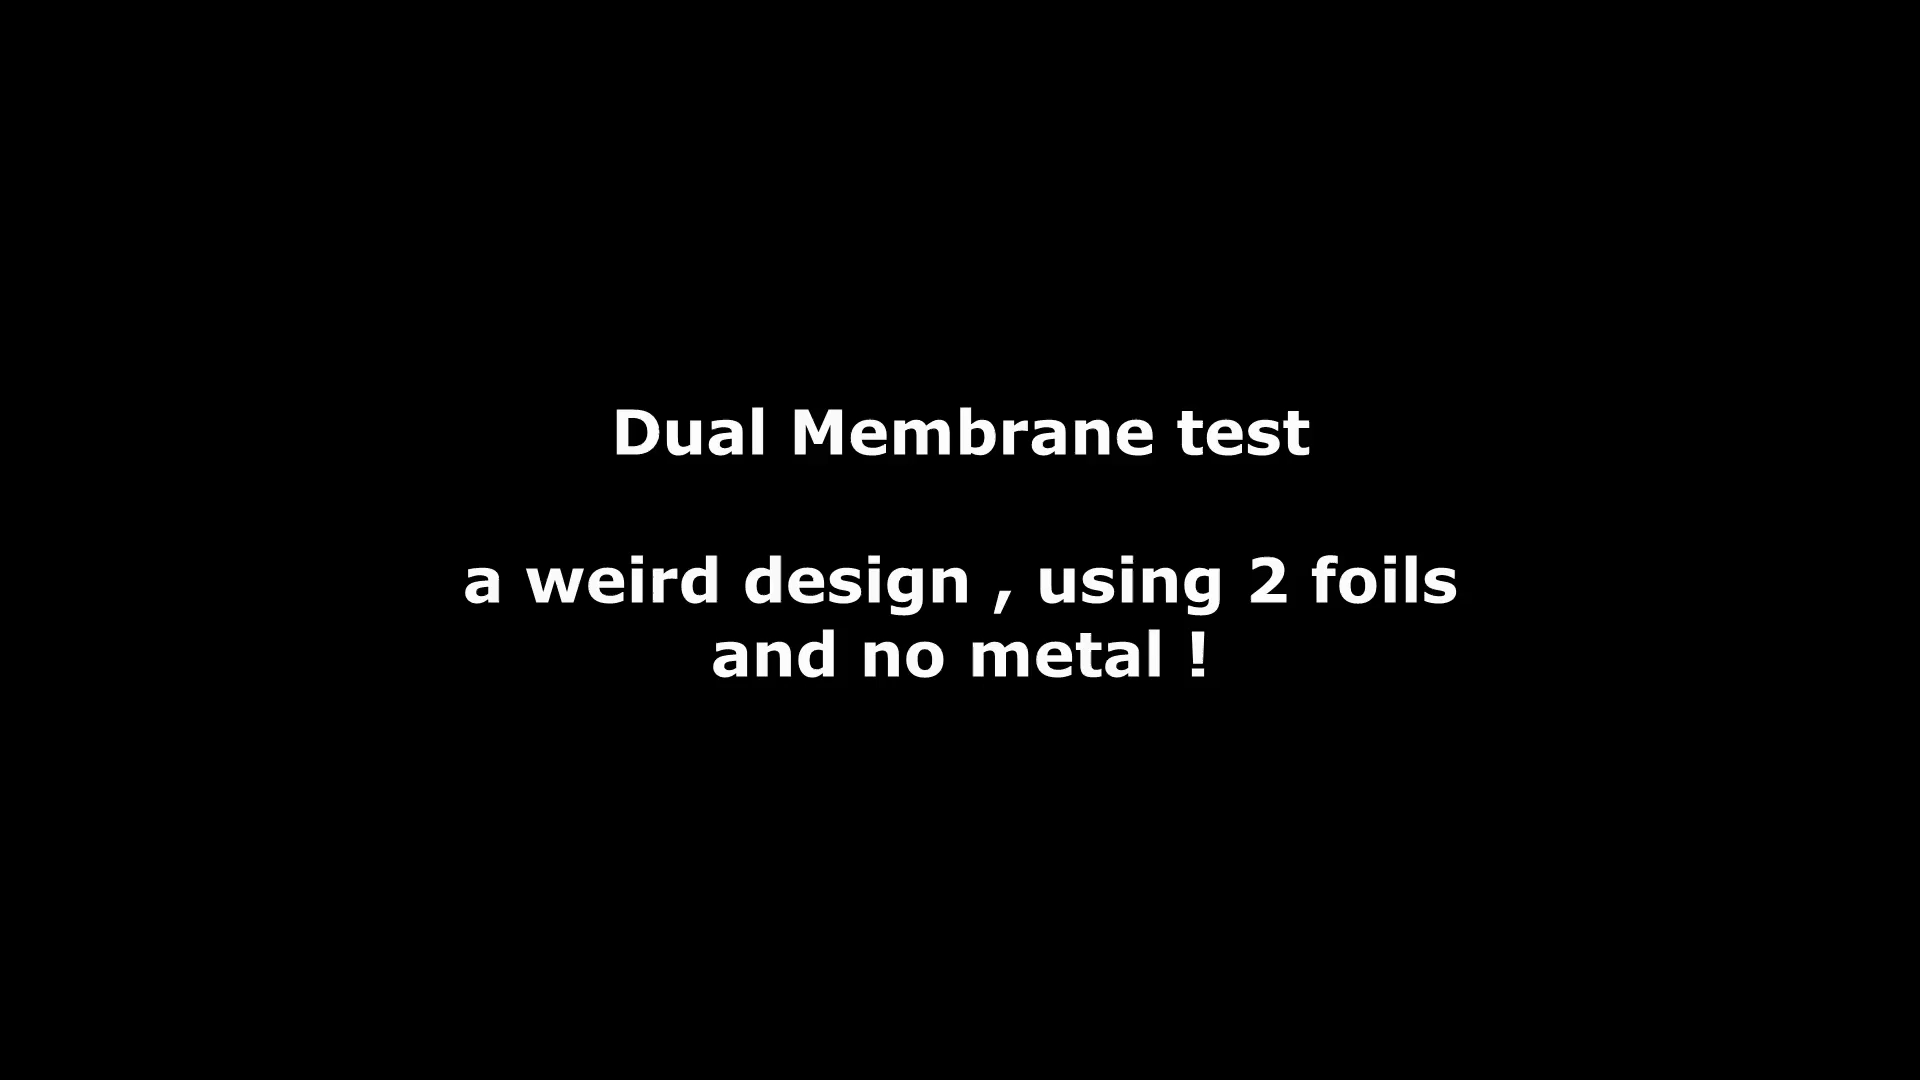 Dual Membrane test
a weird design , using 2 foils
and no metal !